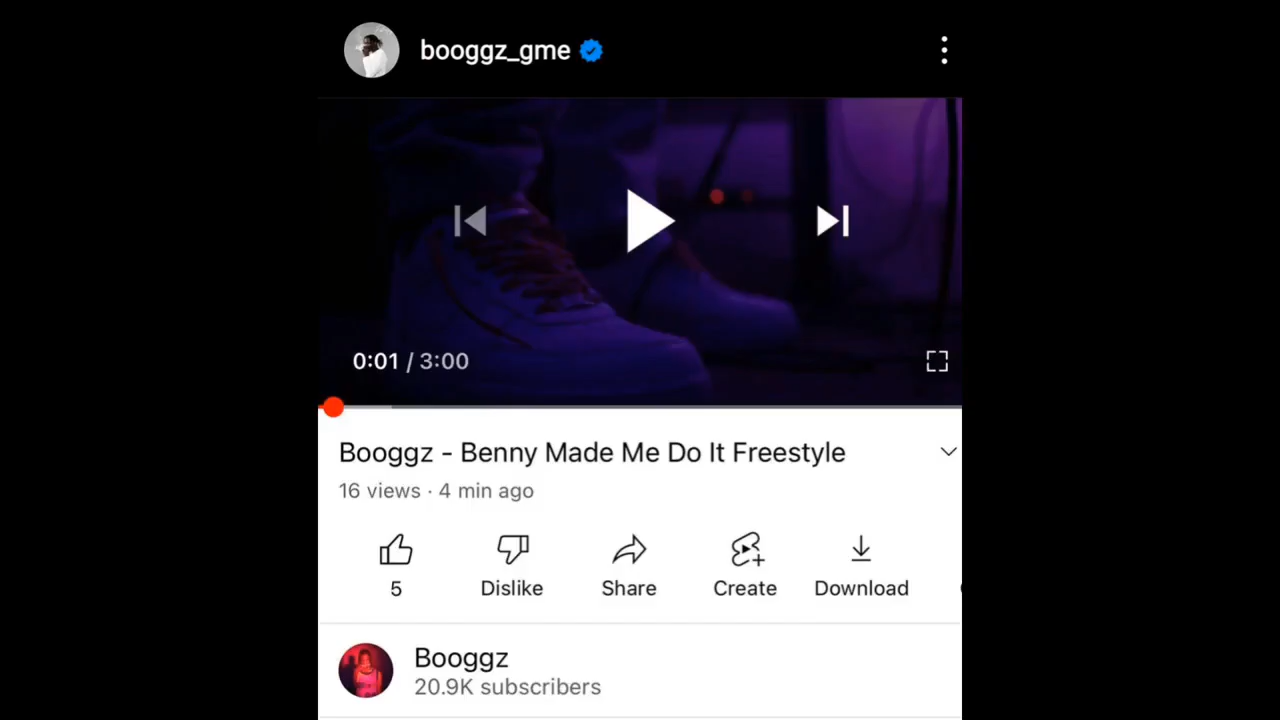 booggz_gme
0:01 / 3:00
Booggz - Benny Made Me Do It Freestyle
16 views · 4 min ago
5
Dislike
Share
Create
Download
Booggz
20.9K subscribers